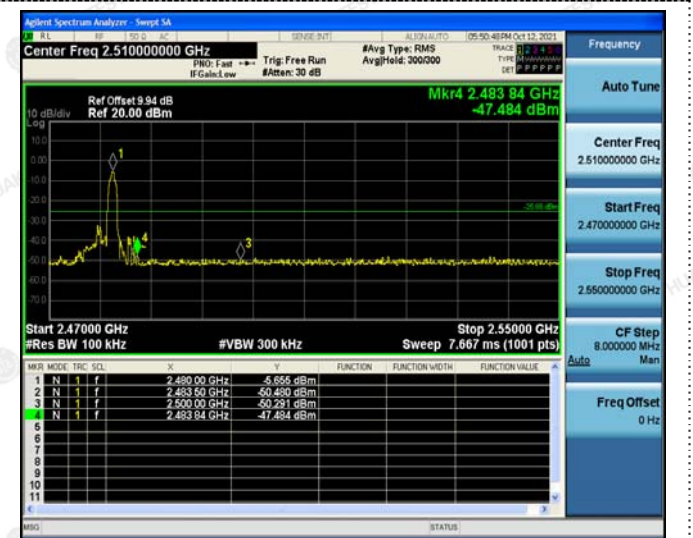 Agilent Spectrum Analyzer - Swept SA
RL RF 50 Ω AC SENSE:INT ALIGN AUTO 05:50:48 PM Oct 12, 2021
Center Freq 2.510000000 GHz #Avg Type: RMS TRACE 1 2 3 4 5 6
PNO: Fast Trig: Free Run Avg|Hold: 300/300 TYPE M
IFGain:Low #Atten: 30 dB DET P P P P P P
Mkr4 2.483 84 GHz
-47.484 dBm
Ref Offset 9.94 dB
10 dB/div Ref 20.00 dBm
Log
10.0
0.00
-10.0
-20.0
-30.0
-40.0
-50.0
-60.0
-70.0
1
4
3
Start 2.47000 GHz Stop 2.55000 GHz
#Res BW 100 kHz #VBW 300 kHz Sweep 7.667 ms (1001 pts)
MKR MODE TRC SCL X Y FUNCTION FUNCTION WIDTH FUNCTION VALUE
1 N 1 f 2.480 00 GHz -5.655 dBm
2 N 1 f 2.483 50 GHz -50.480 dBm
3 N 1 f 2.500 00 GHz -50.291 dBm
4 N 1 f 2.483 84 GHz -47.484 dBm
5
6
7
8
9
10
11
MSG STATUS
Frequency
Auto Tune
Center Freq
2.510000000 GHz
Start Freq
2.470000000 GHz
Stop Freq
2.550000000 GHz
CF Step
8.000000 MHz
Auto Man
Freq Offset
0 Hz